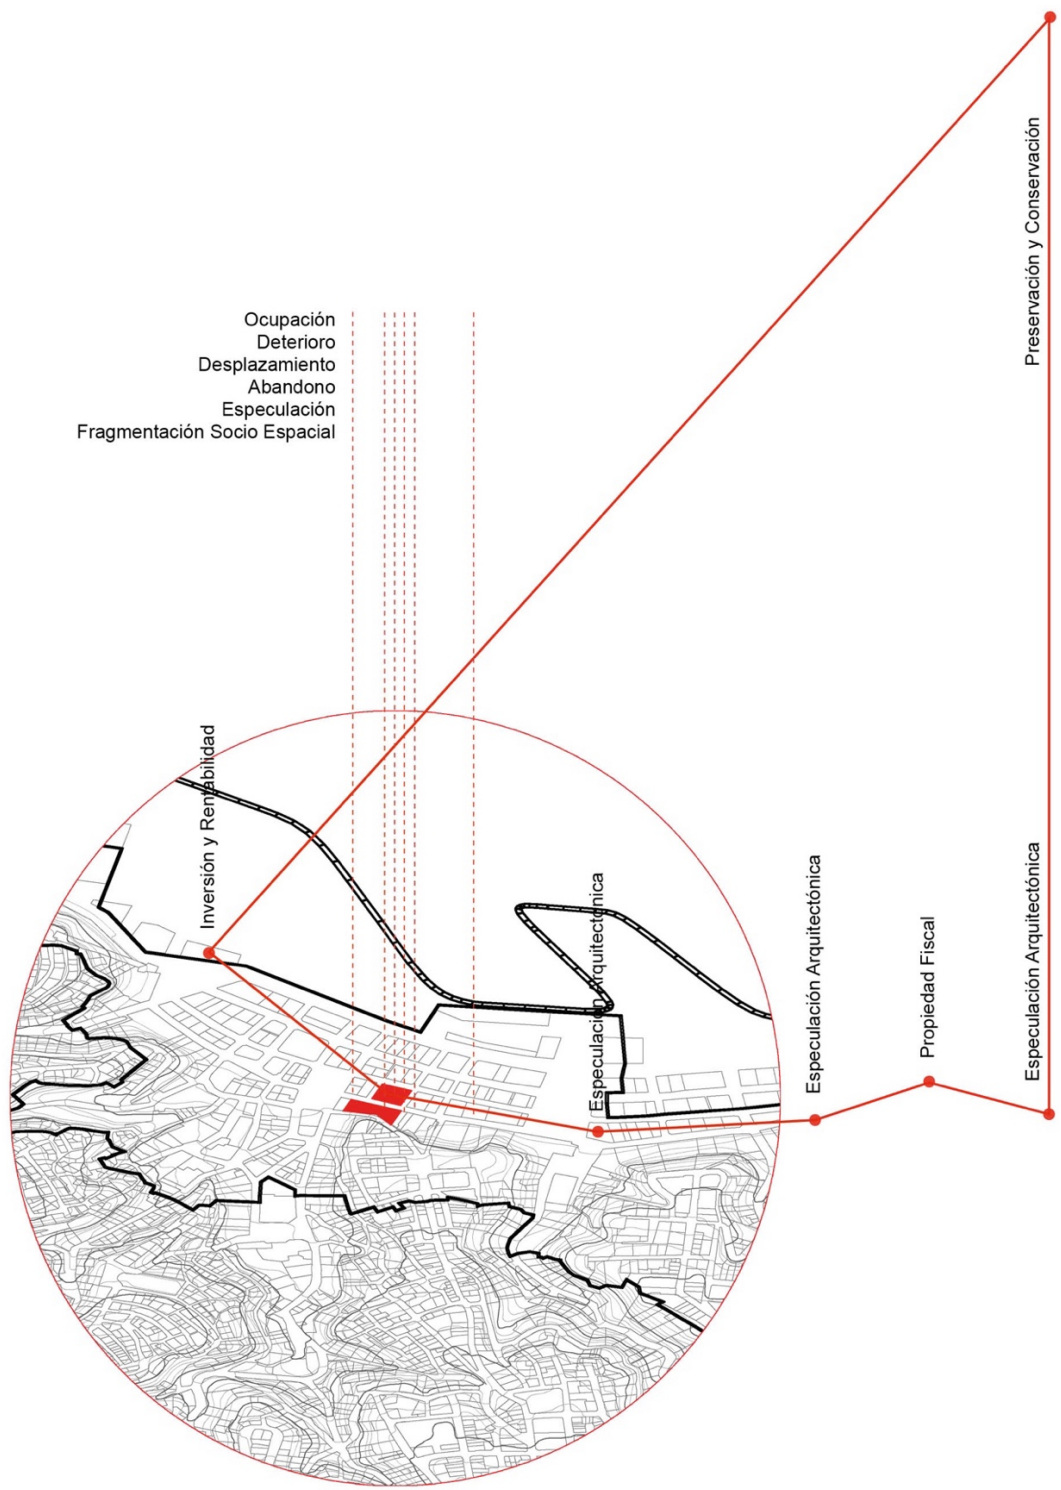 Preservación y Conservación
Ocupación
Deterioro
Desplazamiento
Abandono
Especulación
Fragmentación Socio Espacial
Inversión y Rentabilidad
Especulación Arquitectónica
Especulación Arquitectónica
Propiedad Fiscal
Especulación Arquitectónica